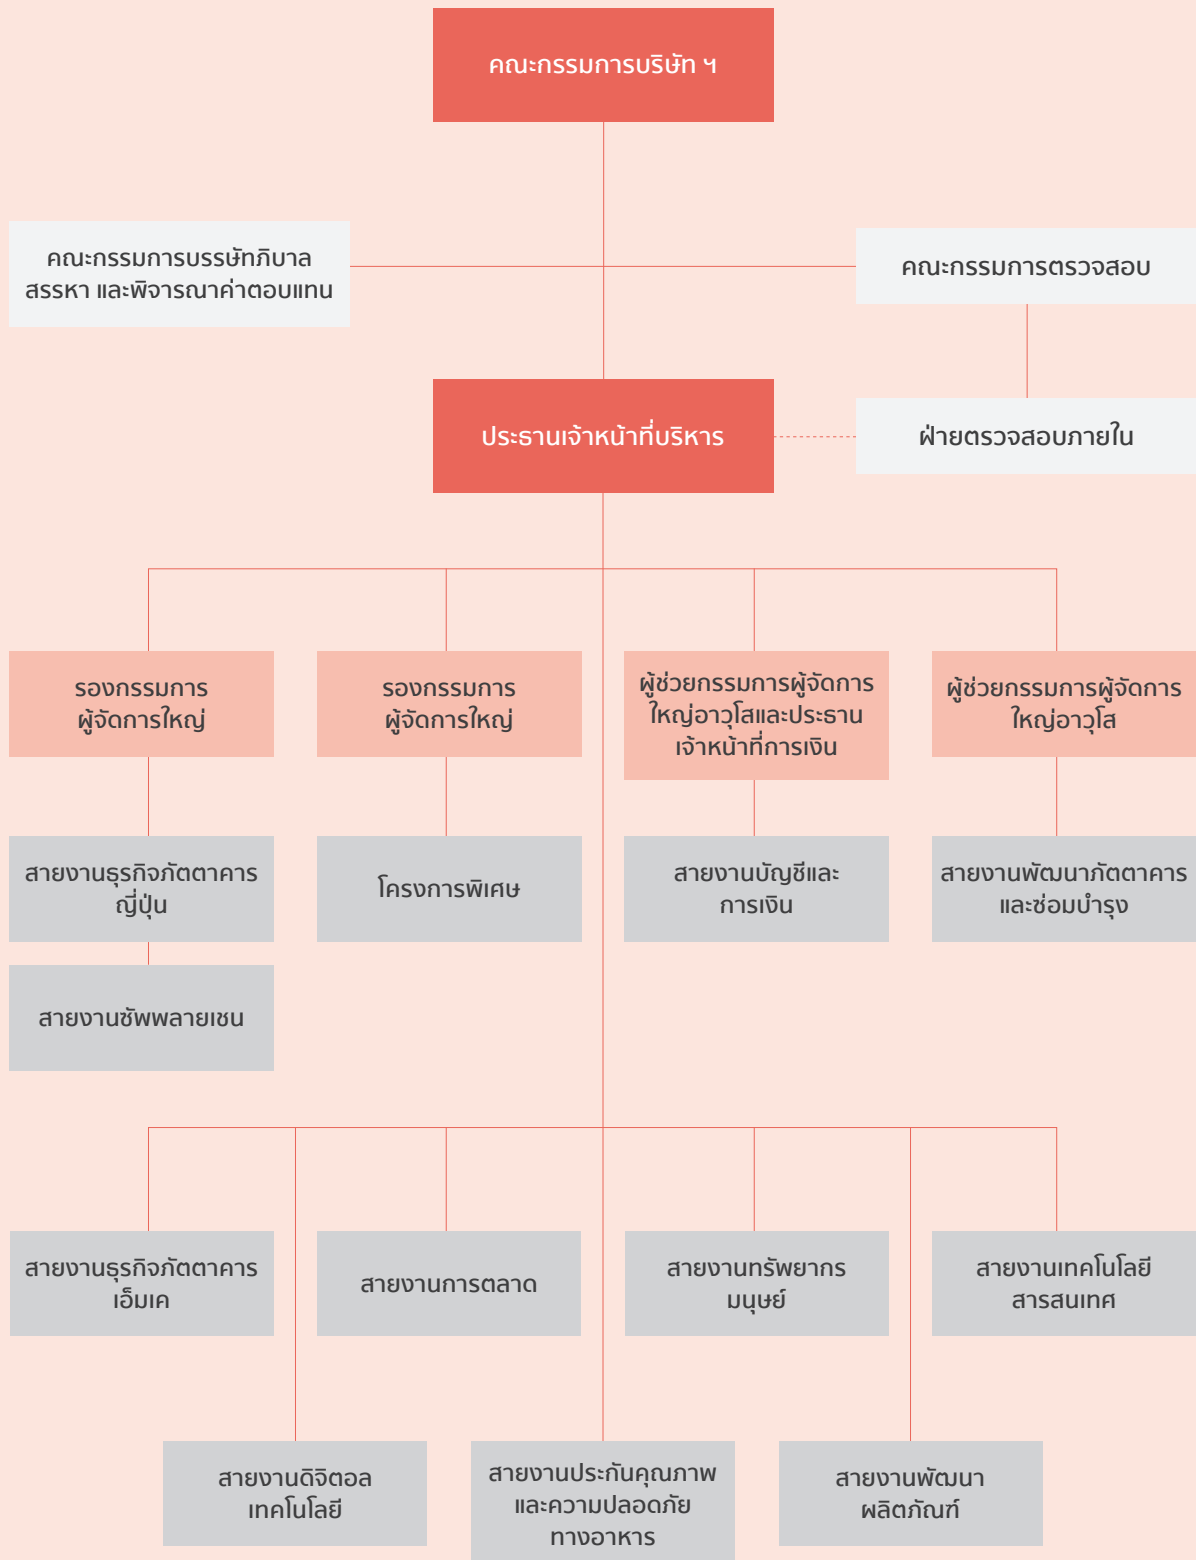 คณะกรรมการบริษัท ฯ
คณะกรรมการบรรษัทภิบาล
สรรหา และพิจารณาค่าตอบแทน
คณะกรรมการตรวจสอบ
ประธานเจ้าหน้าที่บริหาร
ฝ่ายตรวจสอบภายใน
รองกรรมการ
ผู้จัดการใหญ่
รองกรรมการ
ผู้จัดการใหญ่
ผู้ช่วยกรรมการผู้จัดการ
ใหญ่อาวุโสและประธาน
เจ้าหน้าที่การเงิน
ผู้ช่วยกรรมการผู้จัดการ
ใหญ่อาวุโส
สายงานธุรกิจภัตตาคาร
ญี่ปุ่น
โครงการพิเศษ
สายงานบัญชีและ
การเงิน
สายงานพัฒนาภัตตาคาร
และซ่อมบำรุง
สายงานซัพพลายเชน
สายงานธุรกิจภัตตาคาร
เอ็มเค
สายงานการตลาด
สายงานทรัพยากร
มนุษย์
สายงานเทคโนโลยี
สารสนเทศ
สายงานดิจิตอล
เทคโนโลยี
สายงานประกันคุณภาพ
และความปลอดภัย
ทางอาหาร
สายงานพัฒนา
ผลิตภัณฑ์